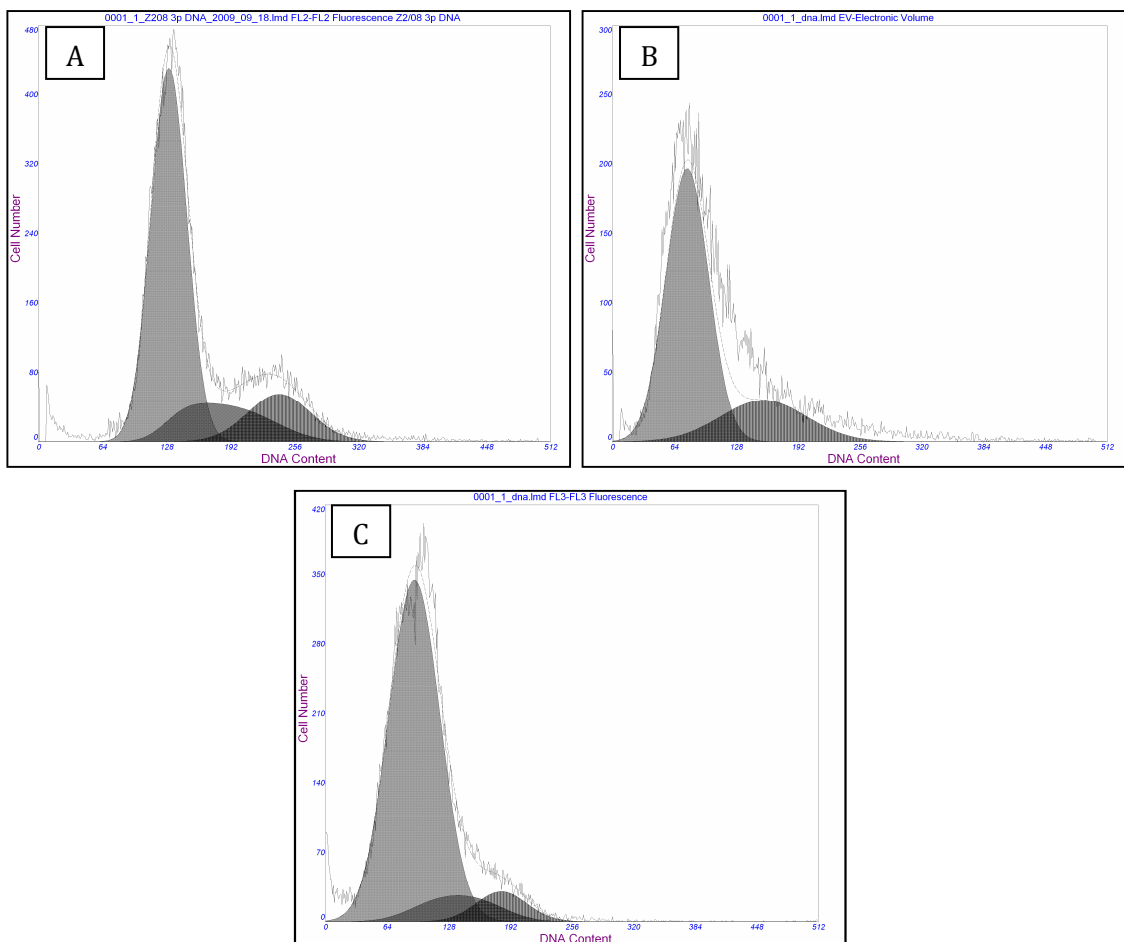 0001_1_Z208 3p DNA_2009_09_18.lmd FL2-FL2 Fluorescence Z2/08 3p DNA
A
480
400
320
240
160
80
0
Cell Number
0 64 128 192 256 320 384 448 512
DNA Content
0001_1_dna.lmd EV-Electronic Volume
B
300
250
200
150
100
50
0
Cell Number
0 64 128 192 256 320 384 448 512
DNA Content
0001_1_dna.lmd FL3-FL3 Fluorescence
C
420
350
280
210
140
70
0
Cell Number
0 64 128 192 256 320 384 448 512
DNA Content